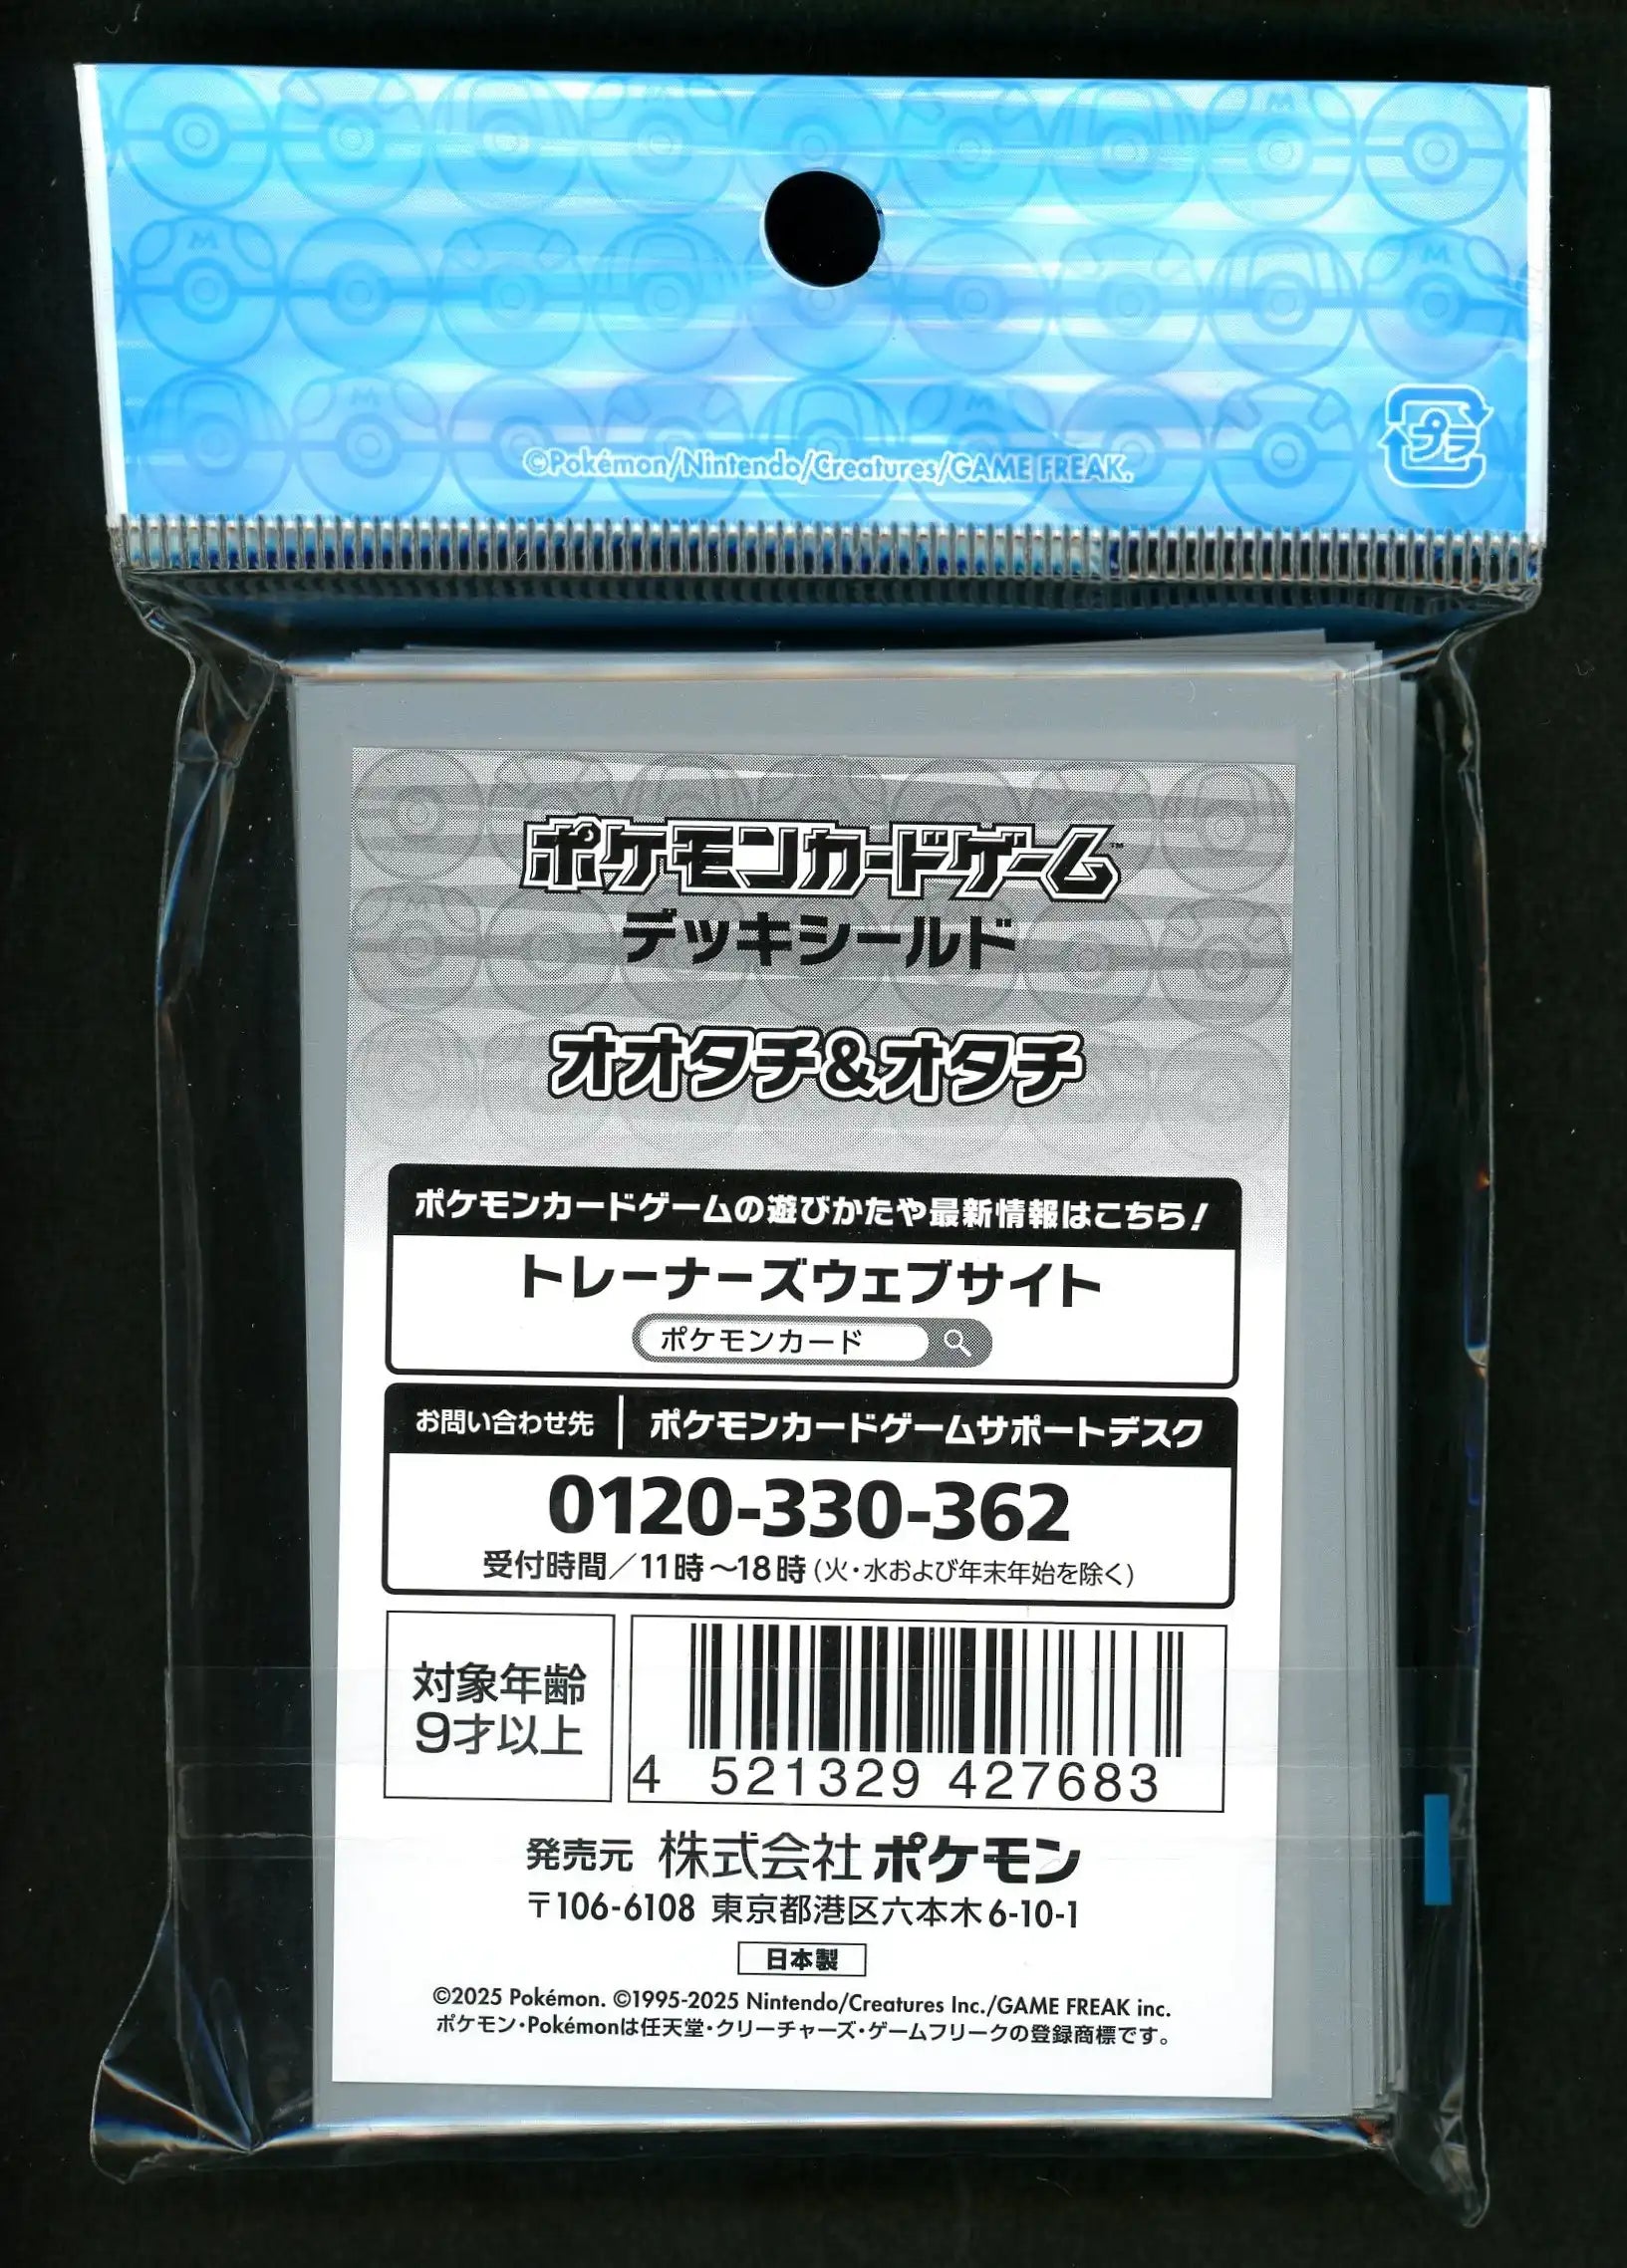 ©Pokémon/Nintendo/Creatures/GAME FREAK.
プラ
ポケモンカードゲーム™
デッキシールド
オオタチ&オタチ
ポケモンカードゲームの遊びかたや最新情報はこちら!
トレーナーズウェブサイト
ポケモンカード
お問い合わせ先 ポケモンカードゲームサポートデスク
0120-330-362
受付時間/11時〜18時(火・水および年末年始を除く)
対象年齢
9才以上
4 521329 427683
発売元 株式会社ポケモン
〒106-6108 東京都港区六本木6-10-1
日本製
©2025 Pokémon. ©1995-2025 Nintendo/Creatures Inc./GAME FREAK inc.
ポケモン・Pokémonは任天堂・クリーチャーズ・ゲームフリークの登録商標です。